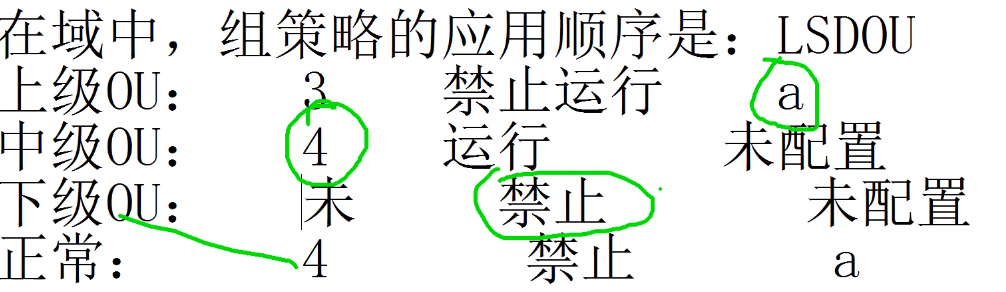 在域中，组策略的应用顺序是：LSDOU
上级OU： 3 禁止运行 a
中级OU： 4 运行 未配置
下级OU： 未 禁止 未配置
正常： 4 禁止 a